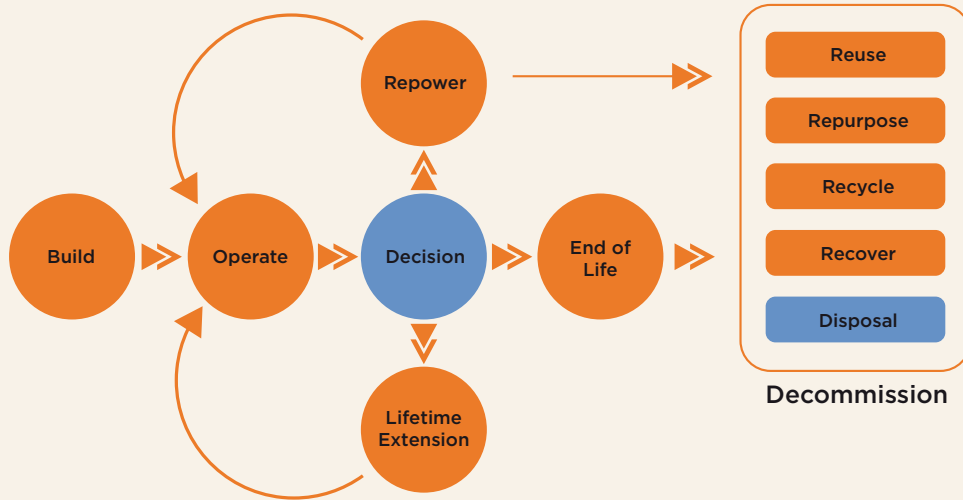 Repower
Build
Operate
Decision
End of
Life
Lifetime
Extension
Reuse
Repurpose
Recycle
Recover
Disposal
Decommission